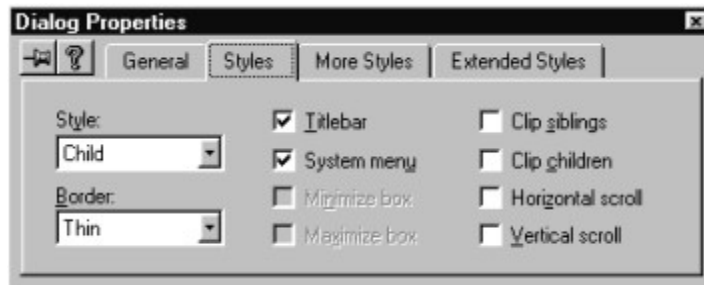 Dialog Properties
General Styles More Styles Extended Styles
Style:
Child
Border:
Thin
Titlebar
System menu
Minimize box
Maximize box
Clip siblings
Clip children
Horizontal scroll
Vertical scroll